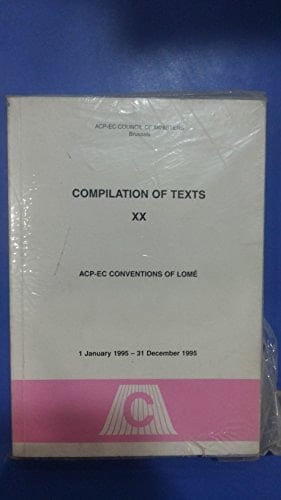 ACP-EC COUNCIL OF MINISTERS
Brussels
COMPILATION OF TEXTS
XX
ACP-EC CONVENTIONS OF LOMÉ
1 January 1995 – 31 December 1995
C